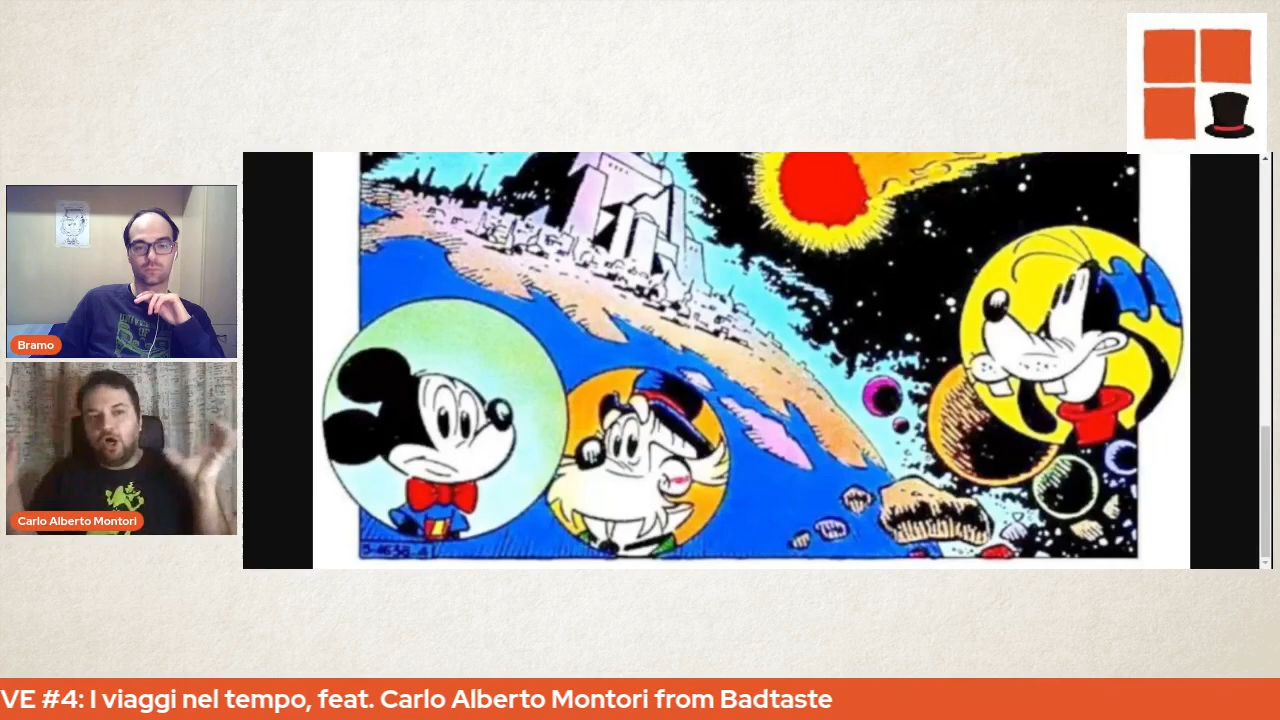 Bramo
Carlo Alberto Montori
VE #4: I viaggi nel tempo, feat. Carlo Alberto Montori from Badtaste